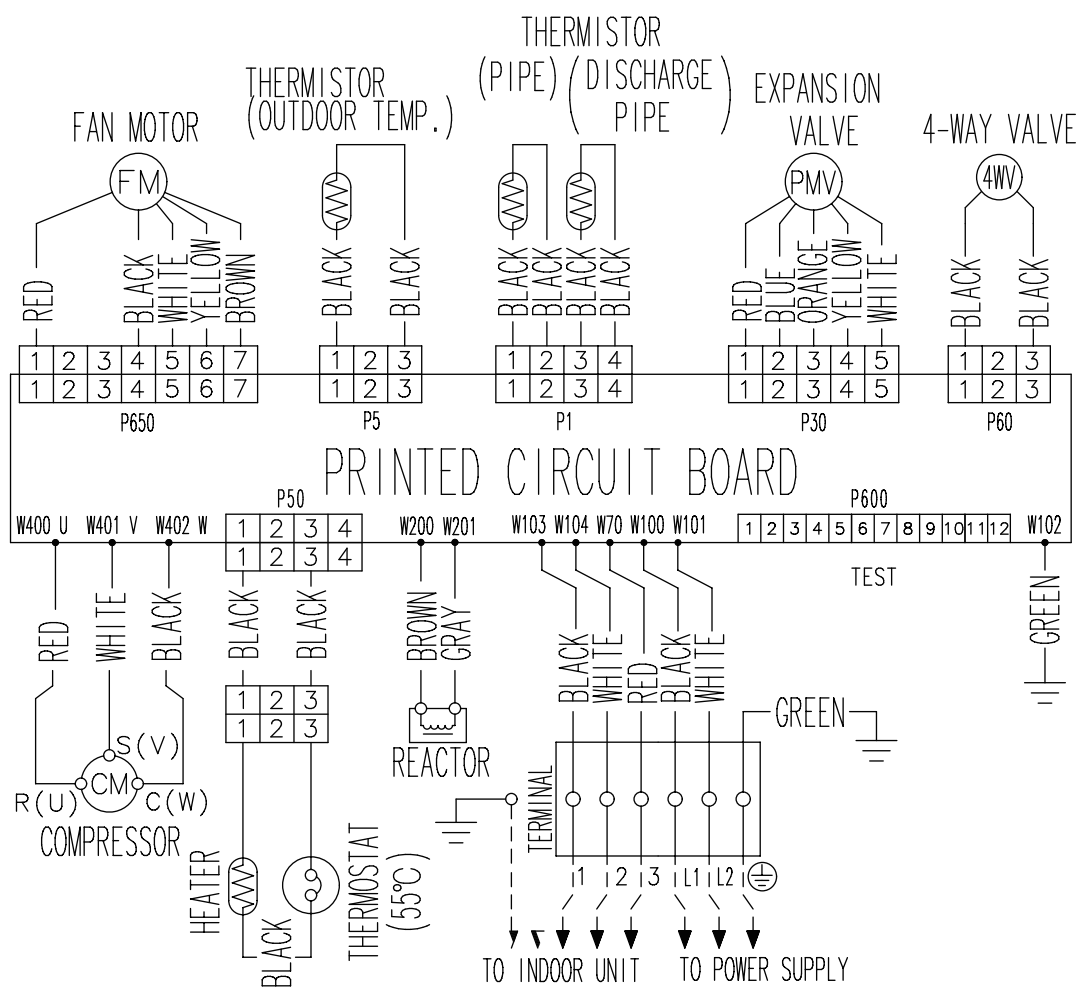 THERMISTOR
(PIPE) (DISCHARGE PIPE)
THERMISTOR
(OUTDOOR TEMP.)
EXPANSION
VALVE
FAN MOTOR
4-WAY VALVE
FM
PMV
4WV
RED BLACK WHITE YELLOW BROWN
BLACK BLACK
BLACK BLACK BLACK BLACK
RED BLUE ORANGE YELLOW WHITE
BLACK BLACK
1 2 3 4 5 6 7
1 2 3 4 5 6 7
P650
1 2 3
1 2 3
P5
1 2 3 4
1 2 3 4
P1
1 2 3 4 5
1 2 3 4 5
P30
1 2 3
1 2 3
P60
PRINTED CIRCUIT BOARD
P50
P600
W400 U W401 V W402 W
1 2 3 4
1 2 3 4
W200 W201
W103 W104 W70 W100 W101
1 2 3 4 5 6 7 8 9 10 11 12
W102
TEST
RED WHITE BLACK
BLACK BLACK
BROWN GRAY
BLACK WHITE RED BLACK WHITE
GREEN
1 2 3
1 2 3
GREEN
REACTOR
S(V)
CM
R(U) C(W)
COMPRESSOR
TERMINAL
HEATER
THERMOSTAT
(55℃)
BLACK
1 2 3 L1 L2
TO INDOOR UNIT TO POWER SUPPLY